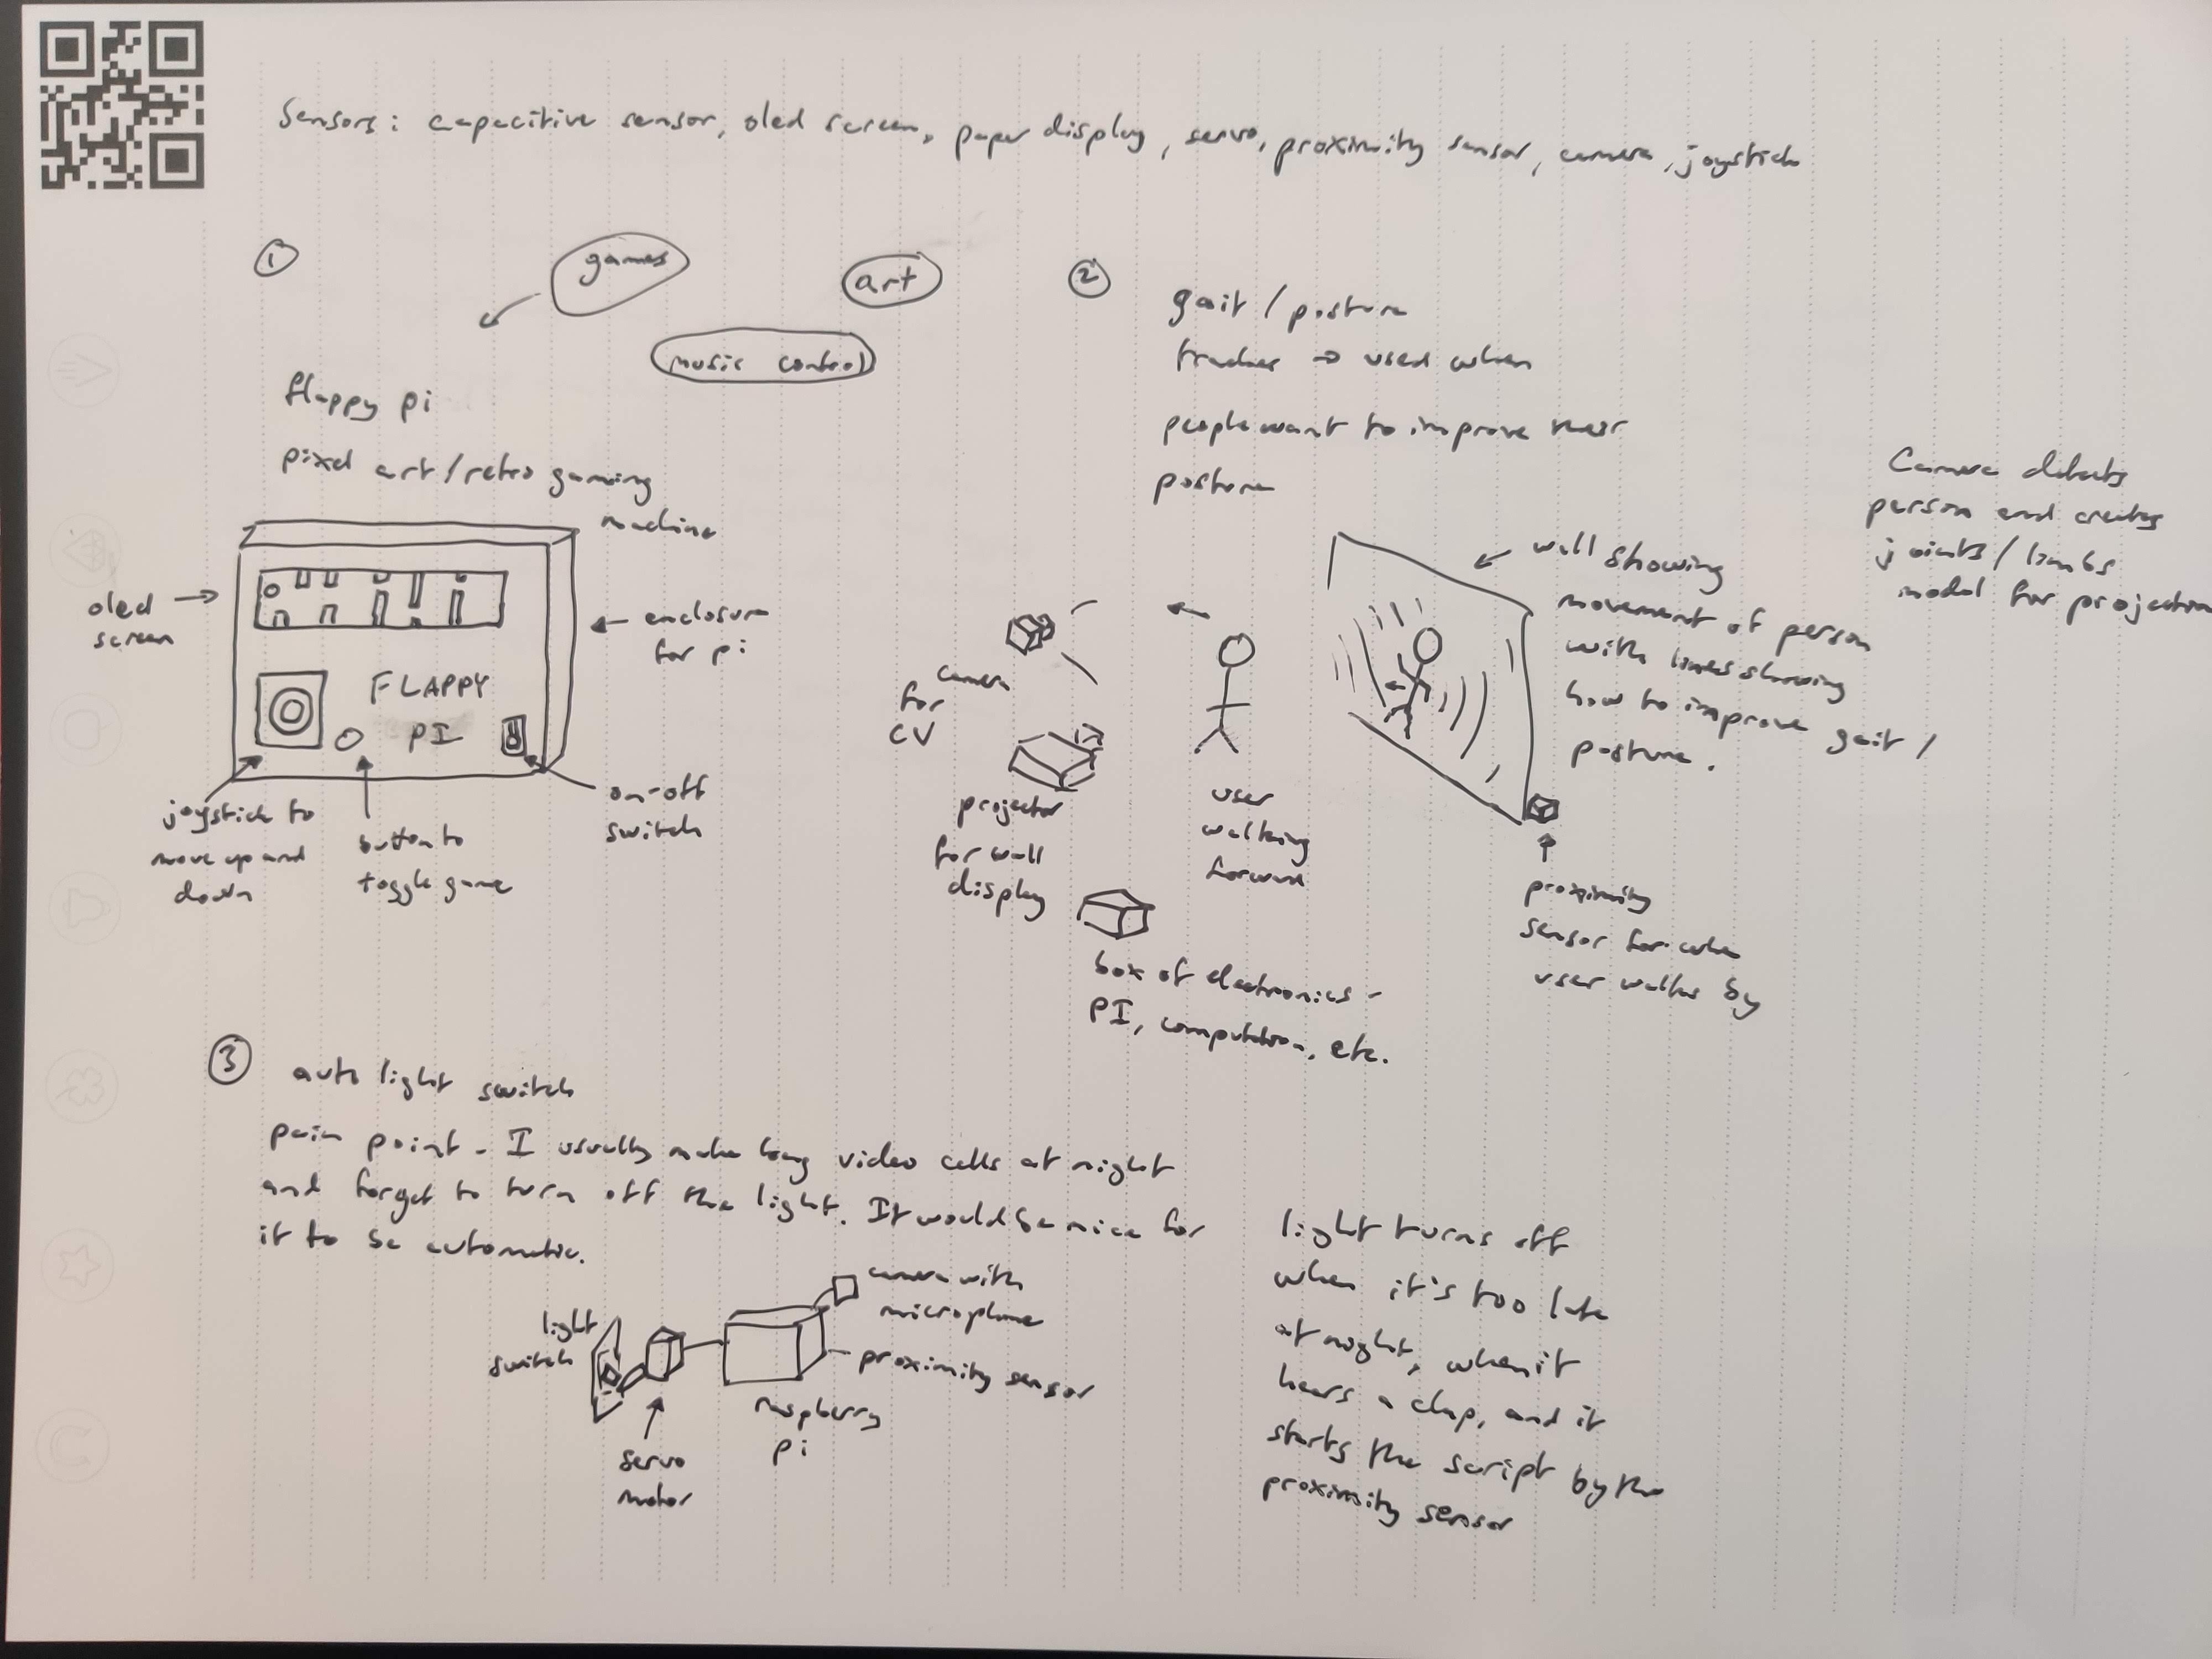 Sensors: capacitive sensor, oled screen, paper display, servo, proximity sensor, camera, joystick
①
games
art
music control
flappy pi
pixel art/retro gaming
machine
oled
screen
enclosure
for pi
FLAPPY
PI
joystick to
move up and
down
button to
toggle game
on-off
switch
②
gait / posture
tracker → used when
people want to improve their
posture
camera
for
CV
projector
for wall
display
user
walking
forward
wall showing
movement of person
with lines showing
how to improve gait /
posture.
Camera detects
person and creates
joints / limbs
model for projection
proximity
sensor for when
user walks by
box of electronics -
PI, computation, etc.
③
auto light switch
pain point - I usually make long video calls at night
and forget to turn off the light. It would be nice for
it to be automatic.
light
switch
servo
motor
raspberry
pi
camera with
microphone
proximity sensor
light turns off
when it's too late
at night, when it
hears a clap, and it
starts the script by the
proximity sensor